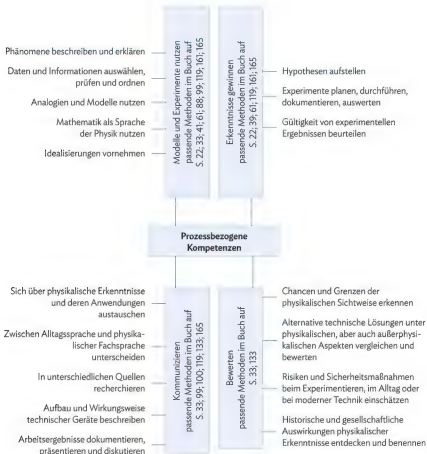 Phänomene beschreiben und erklären
Daten und Informationen auswählen,
prüfen und ordnen
Analogien und Modelle nutzen
Mathematik als Sprache
der Physik nutzen
Idealisierungen vornehmen
Modelle und Experimente nutzen
passende Methoden im Buch auf
S. 22; 33; 41; 61; 88; 99; 119; 161; 165
Erkenntnisse gewinnen
passende Methoden im Buch auf
S. 22; 39; 61; 119; 161; 165
Hypothesen aufstellen
Experimente planen, durchführen,
dokumentieren, auswerten
Gültigkeit von experimentellen
Ergebnissen beurteilen
Prozessbezogene
Kompetenzen
Sich über physikalische Erkenntnisse
und deren Anwendungen
austauschen
Zwischen Alltagssprache und physika-
lischer Fachsprache
unterscheiden
In unterschiedlichen Quellen
recherchieren
Aufbau und Wirkungsweise
technischer Geräte beschreiben
Arbeitsergebnisse dokumentieren,
präsentieren und diskutieren
Kommunizieren
passende Methoden im Buch auf
S. 33; 99; 100; 119; 133; 165
Bewerten
passende Methoden im Buch auf
S. 33; 133
Chancen und Grenzen der
physikalischen Sichtweise erkennen
Alternative technische Lösungen unter
physikalischen, aber auch außerphysi-
kalischen Aspekten vergleichen und
bewerten
Risiken und Sicherheitsmaßnahmen
beim Experimentieren, im Alltag oder
bei moderner Technik einschätzen
Historische und gesellschaftliche
Auswirkungen physikalischer
Erkenntnisse entdecken und benennen